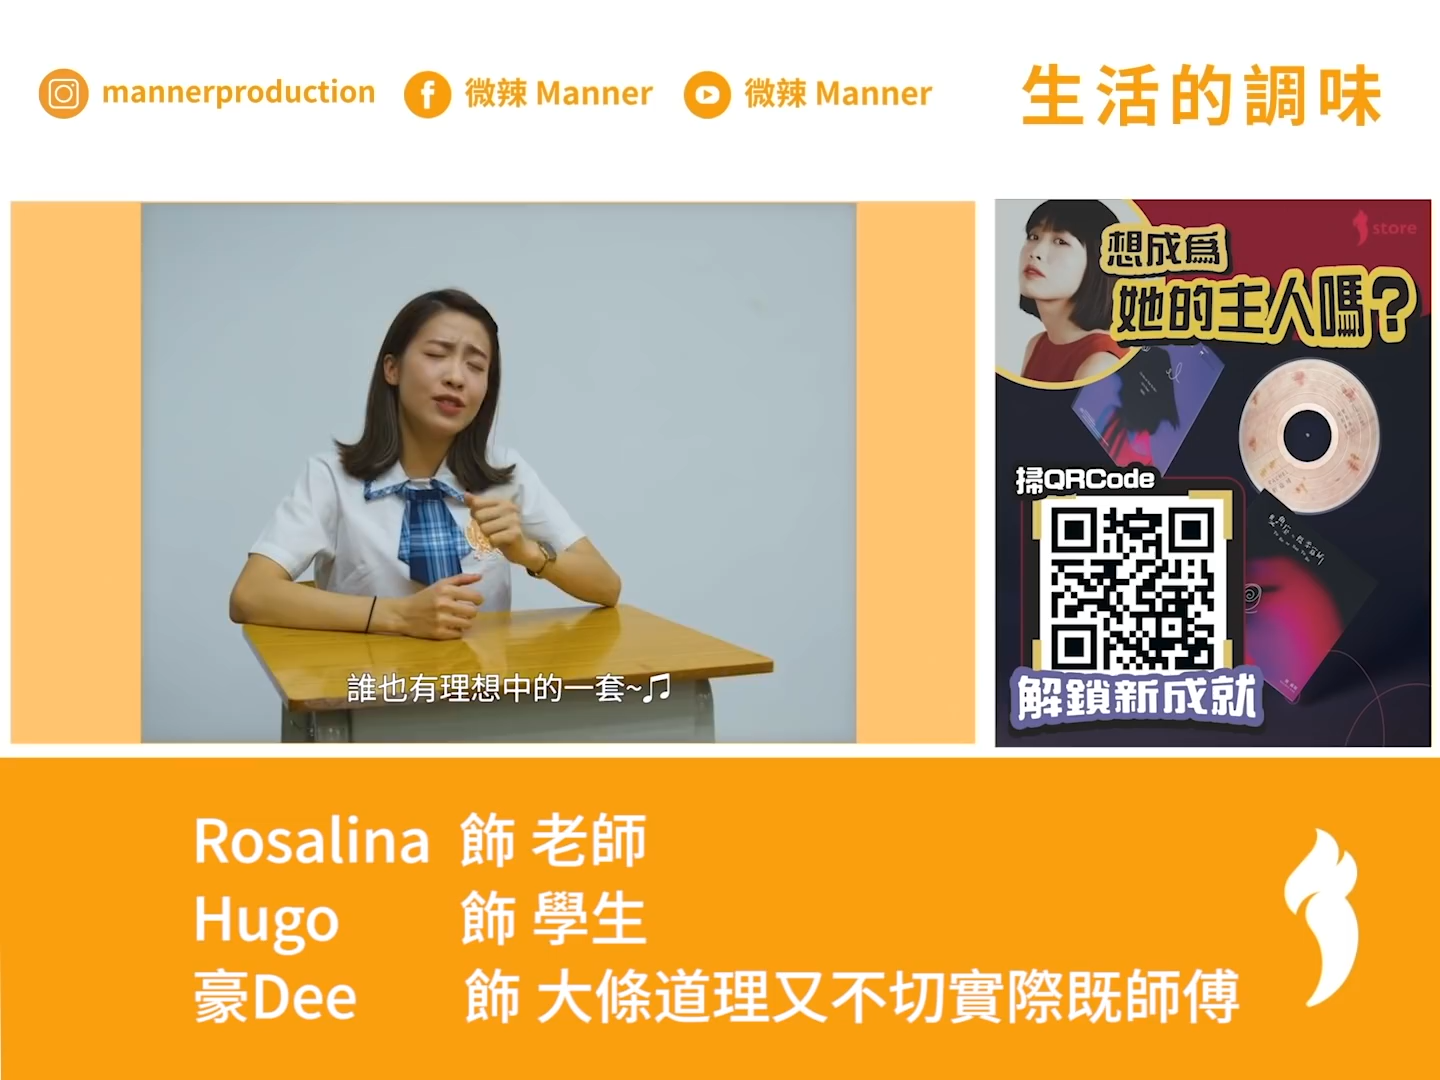 mannerproduction
微辣 Manner
微辣 Manner
生活的調味
誰也有理想中的一套~♫
store
想成為
她的主人嗎?
掃QRCode
解鎖新成就
Rosalina 飾 老師
Hugo 飾 學生
豪Dee 飾 大條道理又不切實際既師傅